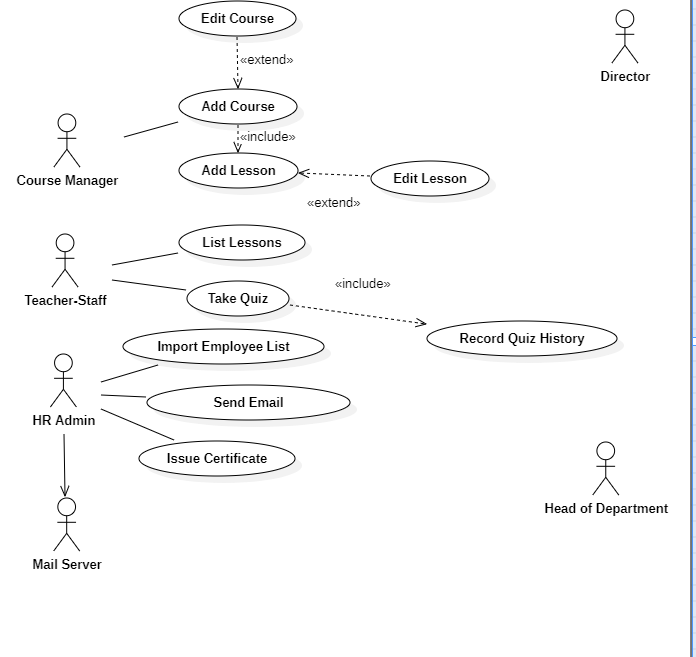 Edit Course
Director
«extend»
Add Course
«include»
Course Manager
Add Lesson
Edit Lesson
«extend»
List Lessons
Teacher-Staff
Take Quiz
«include»
Record Quiz History
Import Employee List
HR Admin
Send Email
Issue Certificate
Head of Department
Mail Server